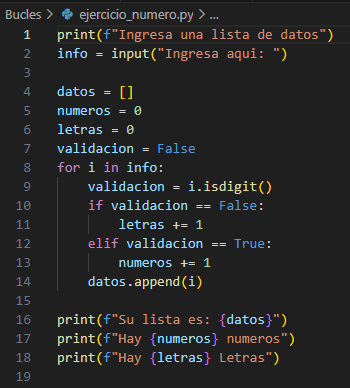 Bucles > ejercicio_numero.py > ...
1 print(f"Ingresa una lista de datos")
2 info = input("Ingresa aqui: ")
3
4 datos = []
5 numeros = 0
6 letras = 0
7 validacion = False
8 for i in info:
9     validacion = i.isdigit()
10     if validacion == False:
11         letras += 1
12     elif validacion == True:
13         numeros += 1
14     datos.append(i)
15
16 print(f"Su lista es: {datos}")
17 print(f"Hay {numeros} numeros")
18 print(f"Hay {letras} Letras")
19